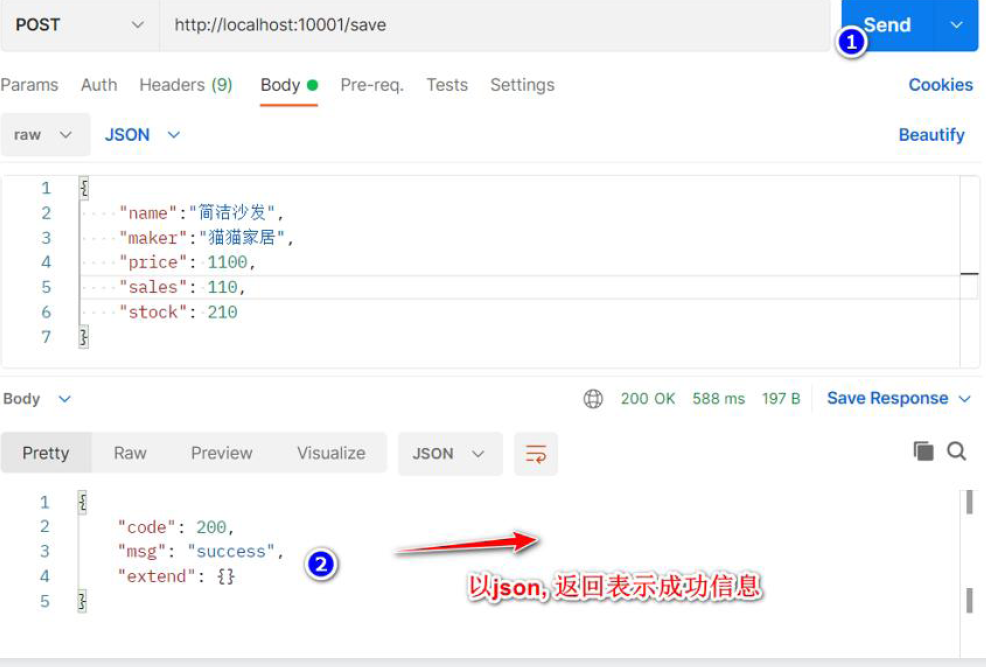 POST http://localhost:10001/save Send
1
Params Auth Headers (9) Body Pre-req. Tests Settings Cookies
raw JSON Beautify
1 {
2 ····"name":"简洁沙发",
3 ····"maker":"猫猫家居",
4 ····"price":·1100,
5 ····"sales":·110,
6 ····"stock":·210
7 }
Body 200 OK 588 ms 197 B Save Response
Pretty Raw Preview Visualize JSON
1 {
2 "code": 200,
3 "msg": "success",
4 "extend": {}
2
以json, 返回表示成功信息
5 }